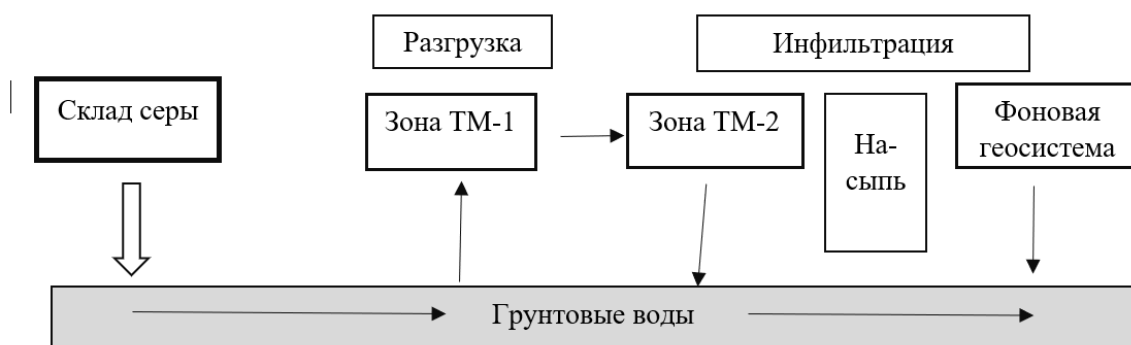 Разгрузка
Инфильтрация
Склад серы
Зона ТМ-1
Зона ТМ-2
На-
сыпь
Фоновая
геосистема
Грунтовые воды